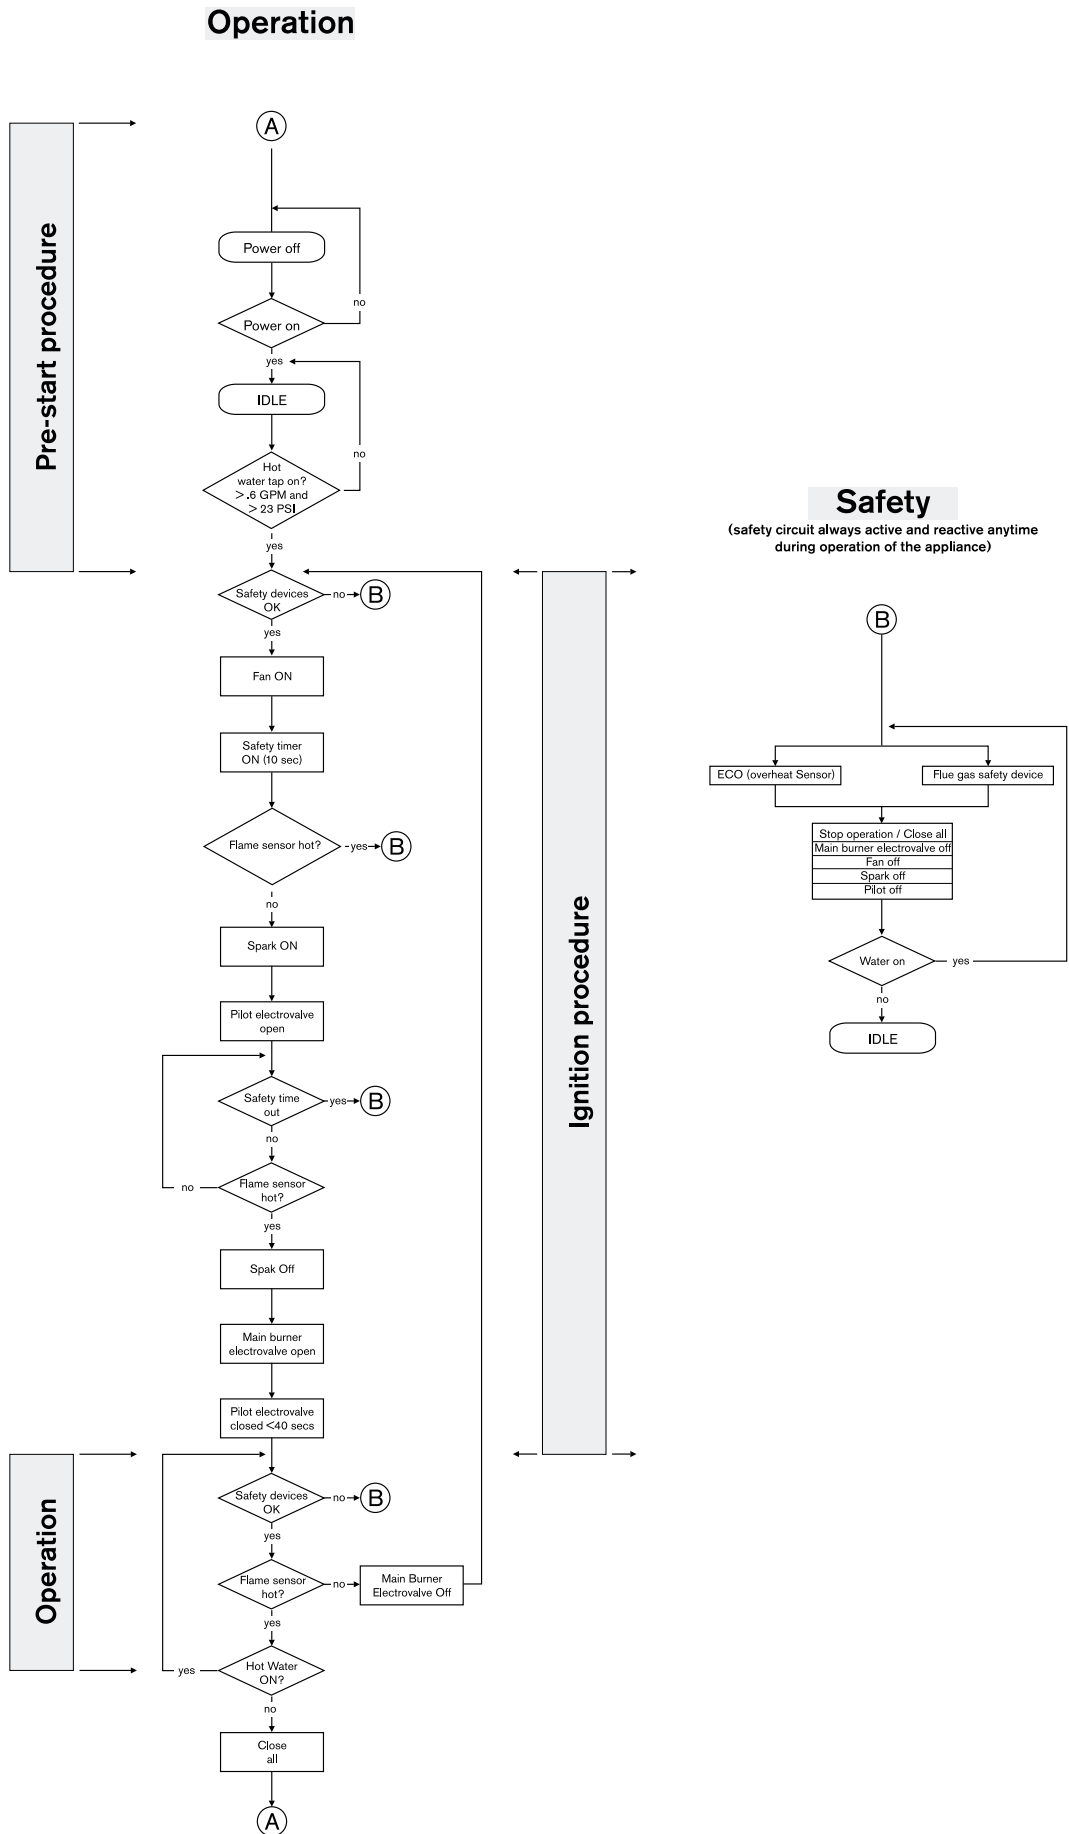 Operation
Pre-start procedure
A
Power off
no
Power on
yes
IDLE
no
Hot
water tap on?
> .6 GPM and
> 23 PSI
yes
Safety devices
OK
no
B
yes
Fan ON
Safety timer
ON (10 sec)
Flame sensor hot?
yes
B
no
Spark ON
Pilot electrovalve
open
Safety time
out
yes
B
no
Flame sensor
hot?
no
yes
Spak Off
Main burner
electrovalve open
Pilot electrovalve
closed <40 secs
Ignition procedure
Operation
Safety devices
OK
no
B
yes
Flame sensor
hot?
no
Main Burner
Electrovalve Off
yes
Hot Water
ON?
yes
no
Close
all
A
Safety
(safety circuit always active and reactive anytime
during operation of the appliance)
B
ECO (overheat Sensor)
Flue gas safety device
Stop operation / Close all
Main burner electrovalve off
Fan off
Spark off
Pilot off
Water on
yes
no
IDLE